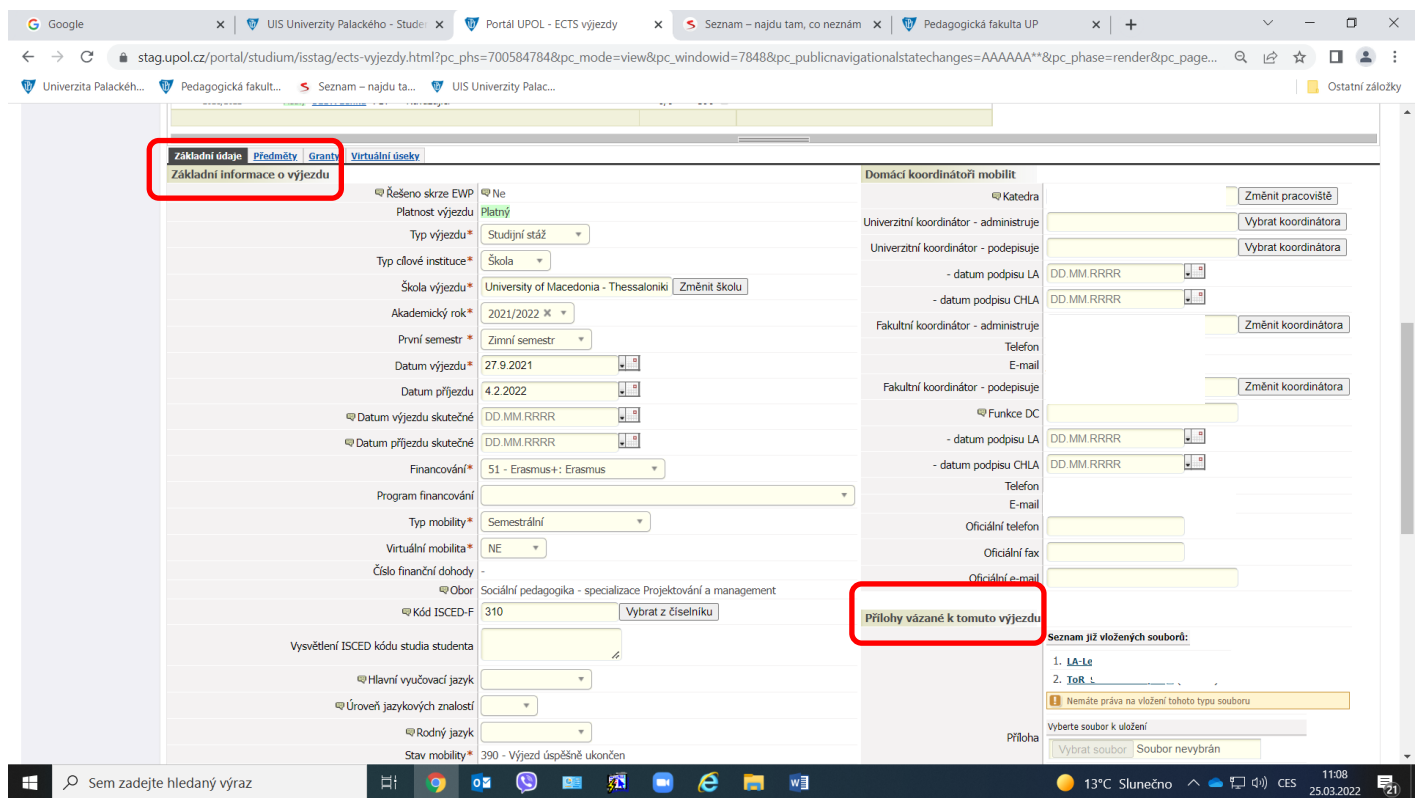 Google
UIS Univerzity Palackého - Studen
Portál UPOL - ECTS výjezdy
Seznam – najdu tam, co neznám
Pedagogická fakulta UP
stag.upol.cz/portal/studium/isstag/ects-vyjezdy.html?pc_phs=700584784&pc_mode=view&pc_windowid=7848&pc_publicnavigationalstatechanges=AAAAAA**&pc_phase=render&pc_page...
Univerzita Palackéh...
Pedagogická fakult...
Seznam – najdu ta...
UIS Univerzity Palac...
Ostatní záložky
Základní údaje Předměty Granty Virtuální úseky
Základní informace o výjezdu
Řešeno skrze EWP Ne
Platnost výjezdu Platný
Typ výjezdu* Studijní stáž
Typ cílové instituce* Škola
Škola výjezdu* University of Macedonia - Thessaloniki Změnit školu
Akademický rok* 2021/2022
První semestr * Zimní semestr
Datum výjezdu* 27.9.2021
Datum příjezdu 4.2.2022
Datum výjezdu skutečné DD.MM.RRRR
Datum příjezdu skutečné DD.MM.RRRR
Financování* 51 - Erasmus+: Erasmus
Program financování
Typ mobility* Semestrální
Virtuální mobilita* NE
Číslo finanční dohody -
Obor Sociální pedagogika - specializace Projektování a management
Kód ISCED-F 310 Vybrat z číselníku
Vysvětlení ISCED kódu studia studenta
Hlavní vyučovací jazyk
Úroveň jazykových znalostí
Rodný jazyk
Stav mobility* 390 - Výjezd úspěšně ukončen
Domácí koordinátoři mobilit
Katedra Změnit pracoviště
Univerzitní koordinátor - administruje Vybrat koordinátora
Univerzitní koordinátor - podepisuje Vybrat koordinátora
- datum podpisu LA DD.MM.RRRR
- datum podpisu CHLA DD.MM.RRRR
Fakultní koordinátor - administruje Změnit koordinátora
Telefon
E-mail
Fakultní koordinátor - podepisuje Změnit koordinátora
Funkce DC
- datum podpisu LA DD.MM.RRRR
- datum podpisu CHLA DD.MM.RRRR
Telefon
E-mail
Oficiální telefon
Oficiální fax
Oficiální e-mail
Přílohy vázané k tomuto výjezdu
Seznam již vložených souborů:
1. LA-Le
2. ToR
Nemáte práva na vložení tohoto typu souboru
Vyberte soubor k uložení
Příloha Vybrat soubor Soubor nevybrán
Sem zadejte hledaný výraz
13°C Slunečno
CES
11:08
25.03.2022
21